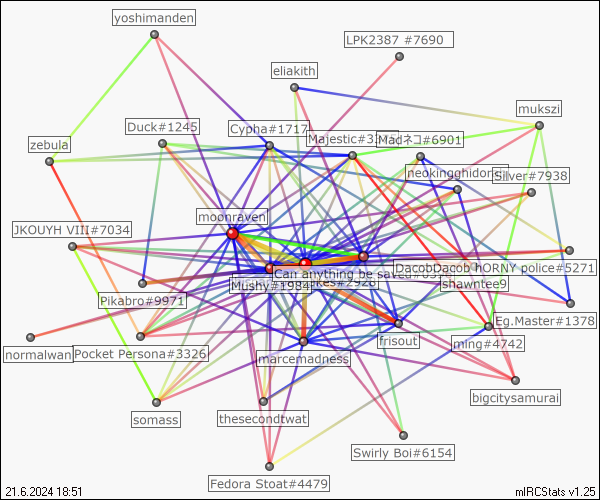 yoshimanden
LPK2387 #7690
eliakith
mukszi
Duck#1245
Cypha#1717
Majestic#3
Madネコ#6901
zebula
neokingghidor
Silver#7938
moonraven
JKOUYH VIII#7034
Can anything be saved
DacobDacob
HORNY police#5271
Mushy#1984
#2928
shawntee9
Pikabro#9971
Eg.Master#1378
normalwan
Pocket Persona#3326
marcemadness
frisout
ming#4742
bigcitysamurai
somass
thesecondtwat
Swirly Boi#6154
Fedora Stoat#4479
21.6.2024 18:51
mIRCStats v1.25